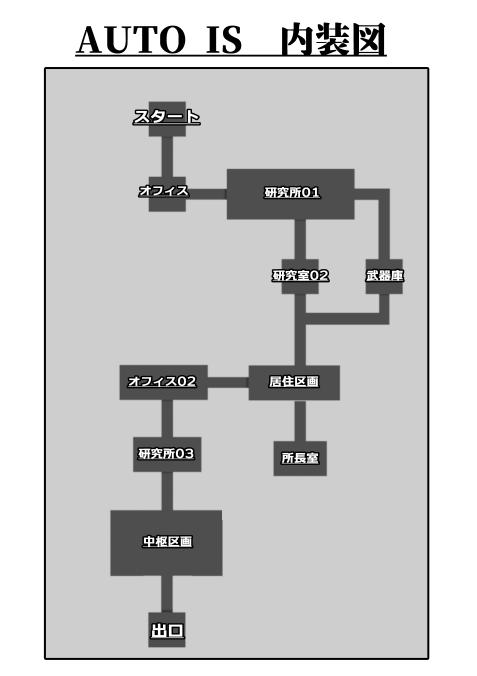 AUTO IS 内装図
スタート
オフィス
研究所01
研究室02
武器庫
オフィス02
居住区画
研究所03
所長室
中枢区画
出口